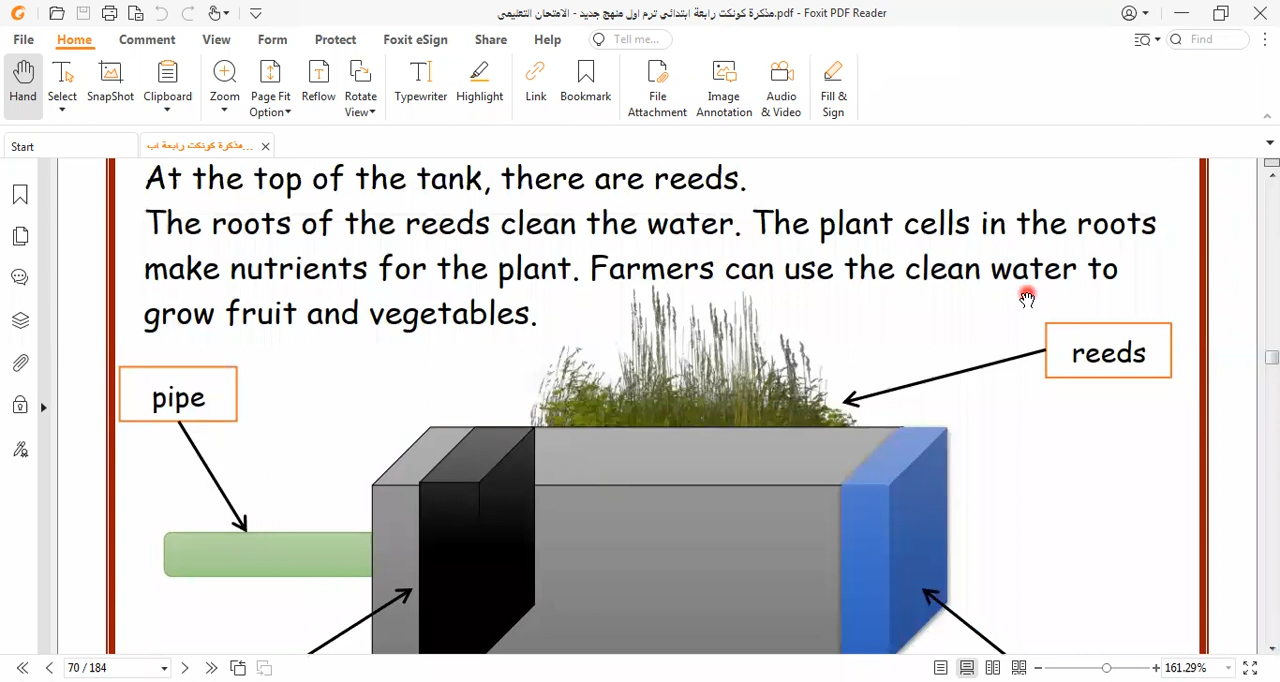 مذكرة كونكت رابعة ابتدائي ترم اول منهج جديد - الامتحان التعليمى.pdf - Foxit PDF Reader
File Home Comment View Form Protect Foxit eSign Share Help Tell me... Find
Hand Select SnapShot Clipboard Zoom Page Fit Option Reflow Rotate View Typewriter Highlight Link Bookmark File Attachment Image Annotation Audio & Video Fill & Sign
Start مذكرة كونكت رابعة اب...
At the top of the tank, there are reeds.
The roots of the reeds clean the water. The plant cells in the roots
make nutrients for the plant. Farmers can use the clean water to
grow fruit and vegetables.
reeds
pipe
70 / 184 161.29%